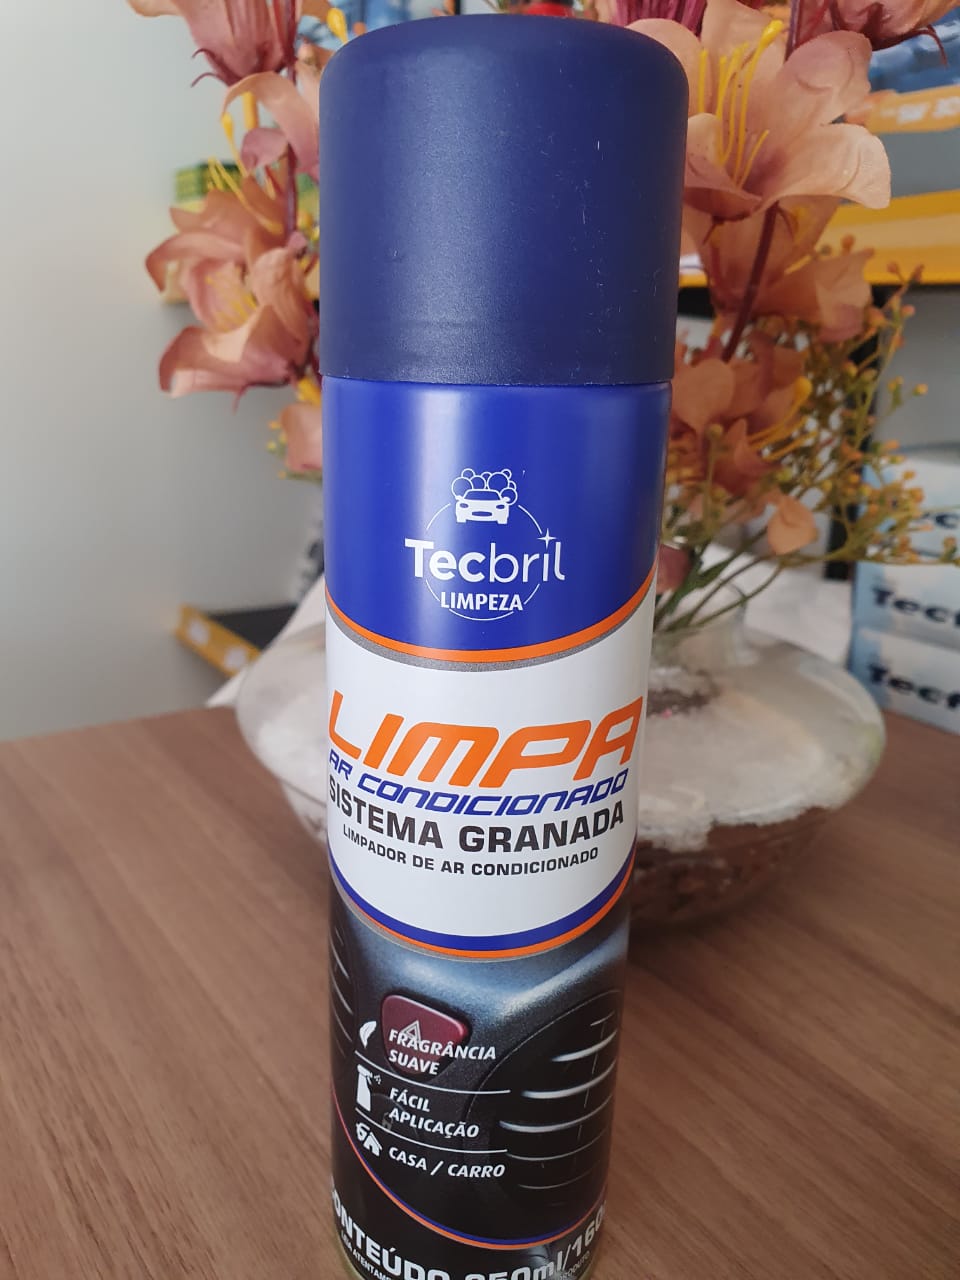 Tecbril
LIMPEZA
LIMPA
AR CONDICIONADO
SISTEMA GRANADA
LIMPADOR DE AR CONDICIONADO
FRAGRÂNCIA
SUAVE
FÁCIL
APLICAÇÃO
CASA / CARRO